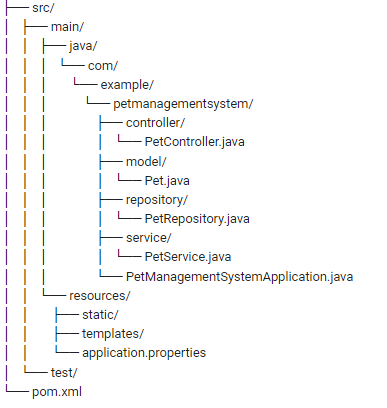 ├── src/
│   ├── main/
│   │   ├── java/
│   │   │   └── com/
│   │   │       └── example/
│   │   │           └── petmanagementsystem/
│   │   │               ├── controller/
│   │   │               │   └── PetController.java
│   │   │               ├── model/
│   │   │               │   └── Pet.java
│   │   │               ├── repository/
│   │   │               │   └── PetRepository.java
│   │   │               ├── service/
│   │   │               │   └── PetService.java
│   │   │               └── PetManagementSystemApplication.java
│   │   └── resources/
│   │       ├── static/
│   │       ├── templates/
│   │       └── application.properties
│   └── test/
└── pom.xml